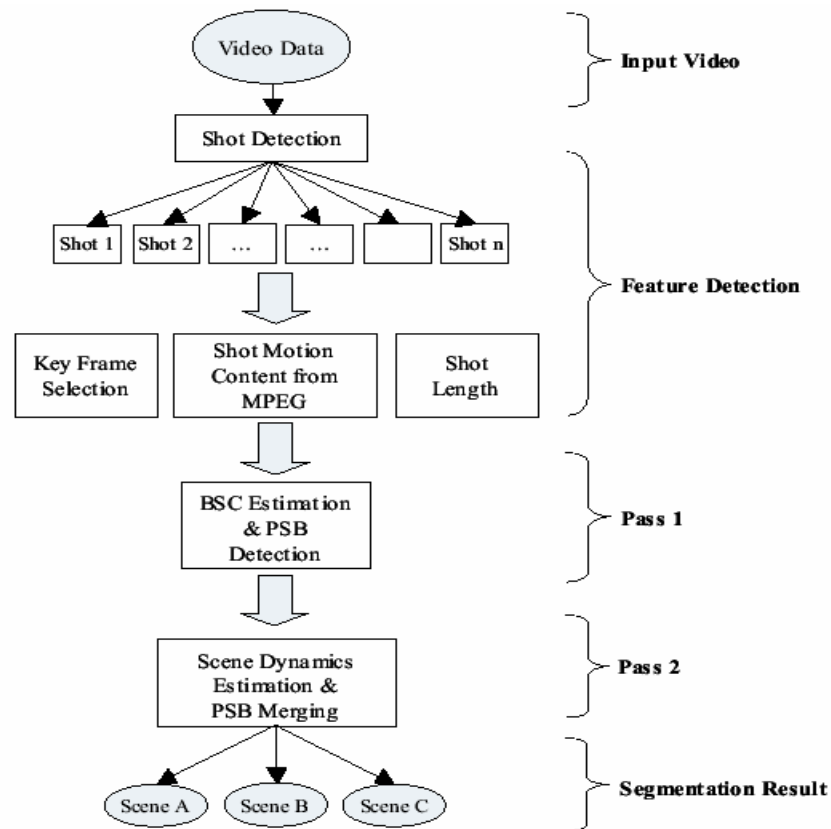 Video Data
Input Video
Shot Detection
Shot 1
Shot 2
...
...
Shot n
Feature Detection
Key Frame
Selection
Shot Motion
Content from
MPEG
Shot
Length
BSC Estimation
& PSB
Detection
Pass 1
Scene Dynamics
Estimation &
PSB Merging
Pass 2
Scene A
Scene B
Scene C
Segmentation Result